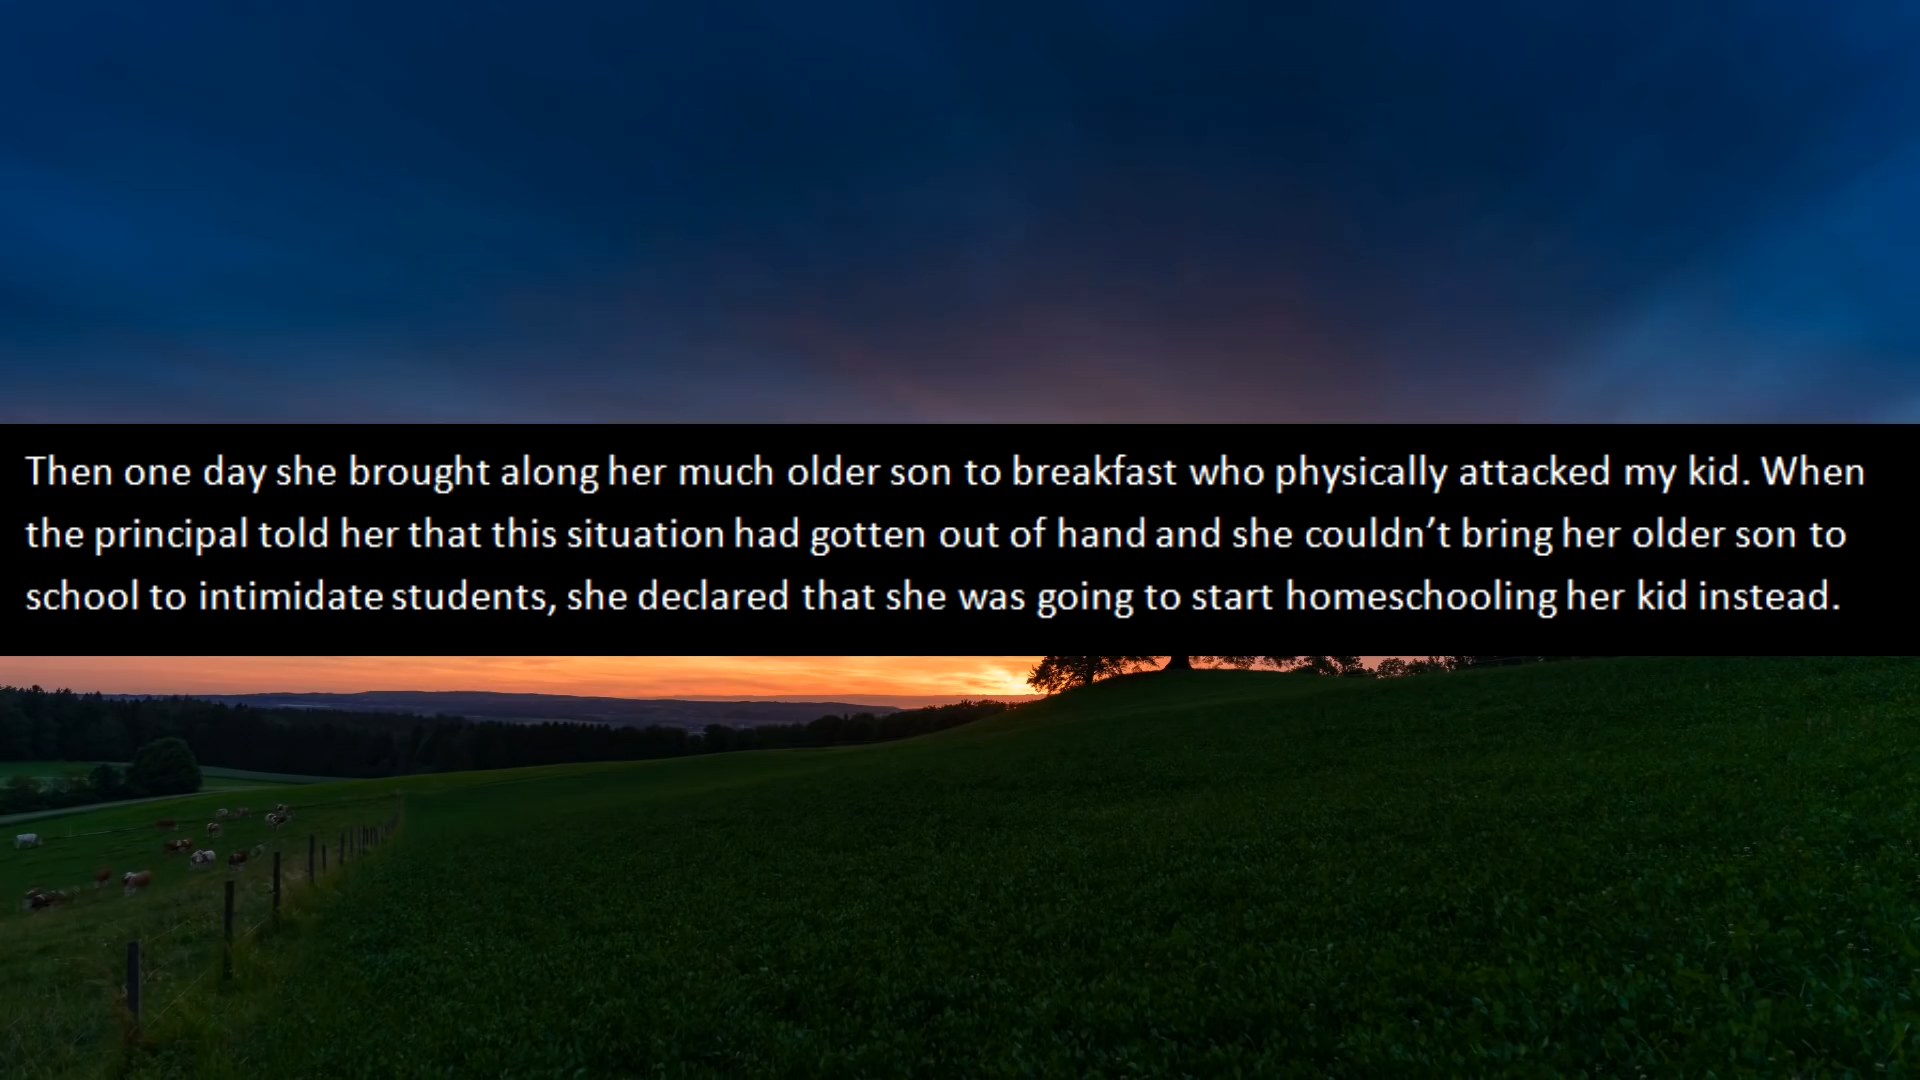 Then one day she brought along her much older son to breakfast who physically attacked my kid. When
the principal told her that this situation had gotten out of hand and she couldn’t bring her older son to
school to intimidate students, she declared that she was going to start homeschooling her kid instead.